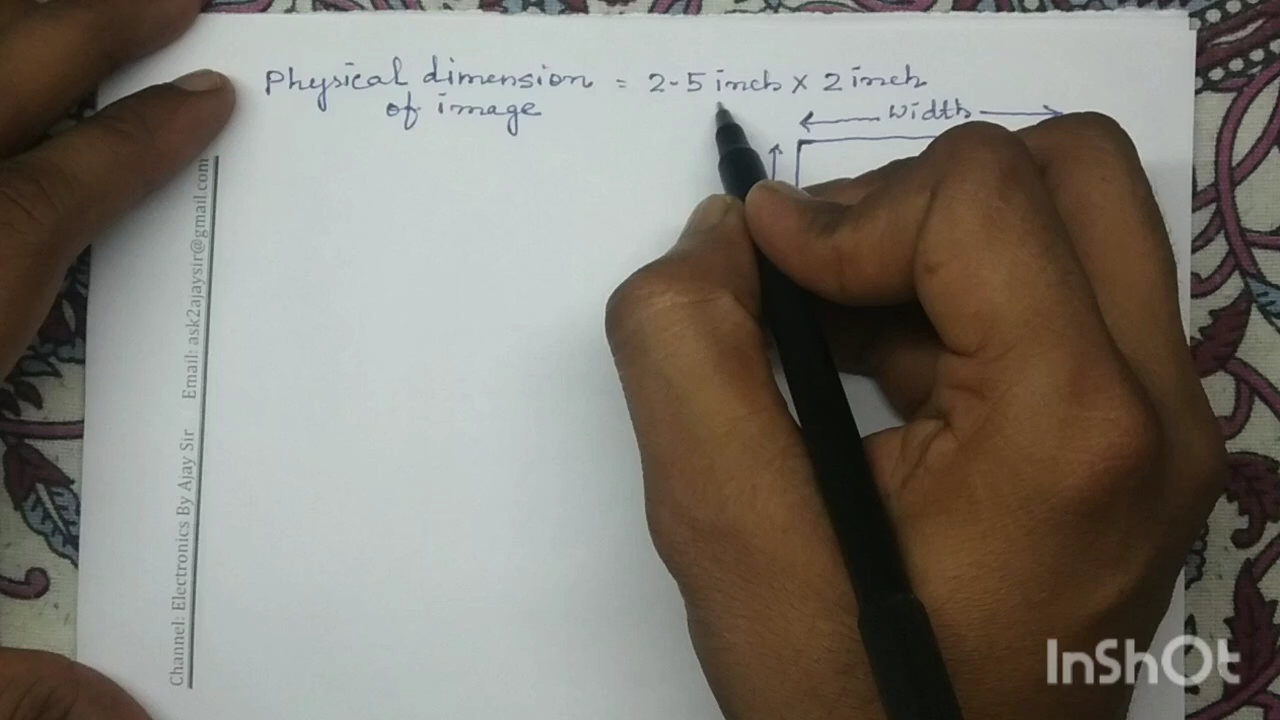 Physical dimension = 2.5 inch × 2 inch
of image
Width
Channel: Electronics By Ajay Sir Email: ask2ajaysir@gmail.com
InShOt